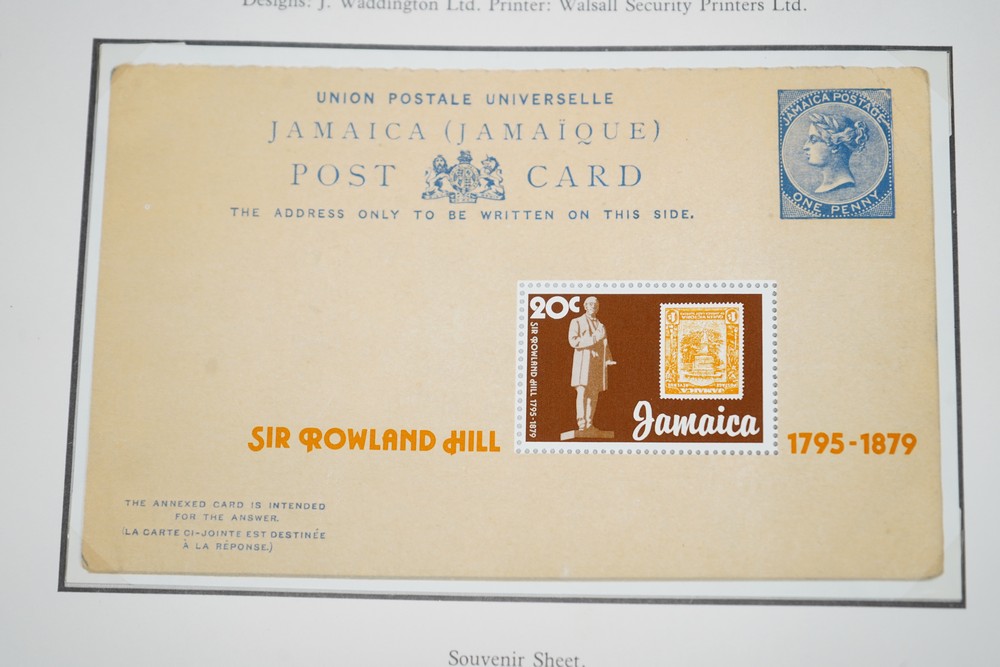 Designs: J. Waddington Ltd. Printer: Walsall Security Printers Ltd.
UNION POSTALE UNIVERSELLE
JAMAICA (JAMAÏQUE)
POST CARD
THE ADDRESS ONLY TO BE WRITTEN ON THIS SIDE.
JAMAICA POSTAGE
ONE PENNY
20c
SIR ROWLAND HILL 1795-1879
Jamaica
SIR ROWLAND HILL
1795-1879
THE ANNEXED CARD IS INTENDED
FOR THE ANSWER.
(LA CARTE CI-JOINTE EST DESTINÉE
À LA RÉPONSE.)
Souvenir Sheet.